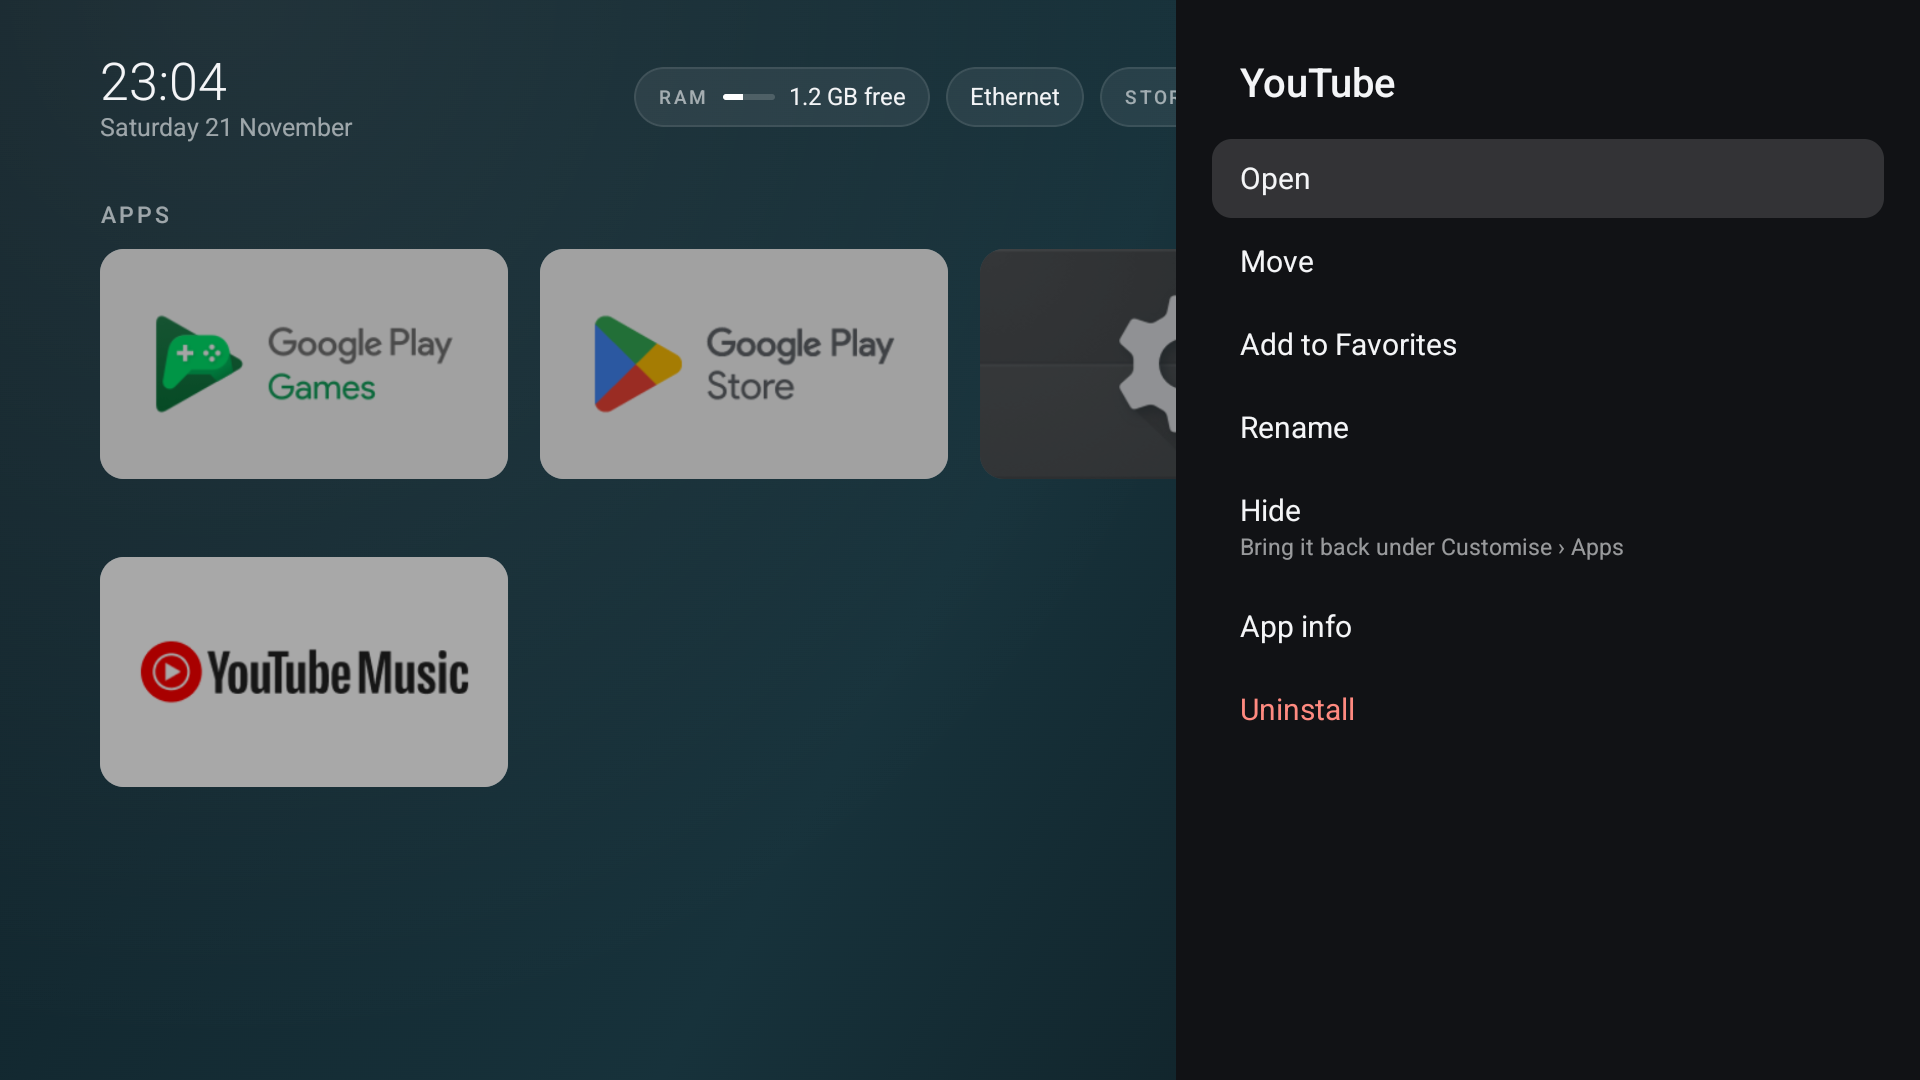 23:04
Saturday 21 November
RAM 1.2 GB free
Ethernet
STOR
APPS
Google Play
Games
Google Play
Store
YouTube Music
YouTube
Open
Move
Add to Favorites
Rename
Hide
Bring it back under Customise › Apps
App info
Uninstall